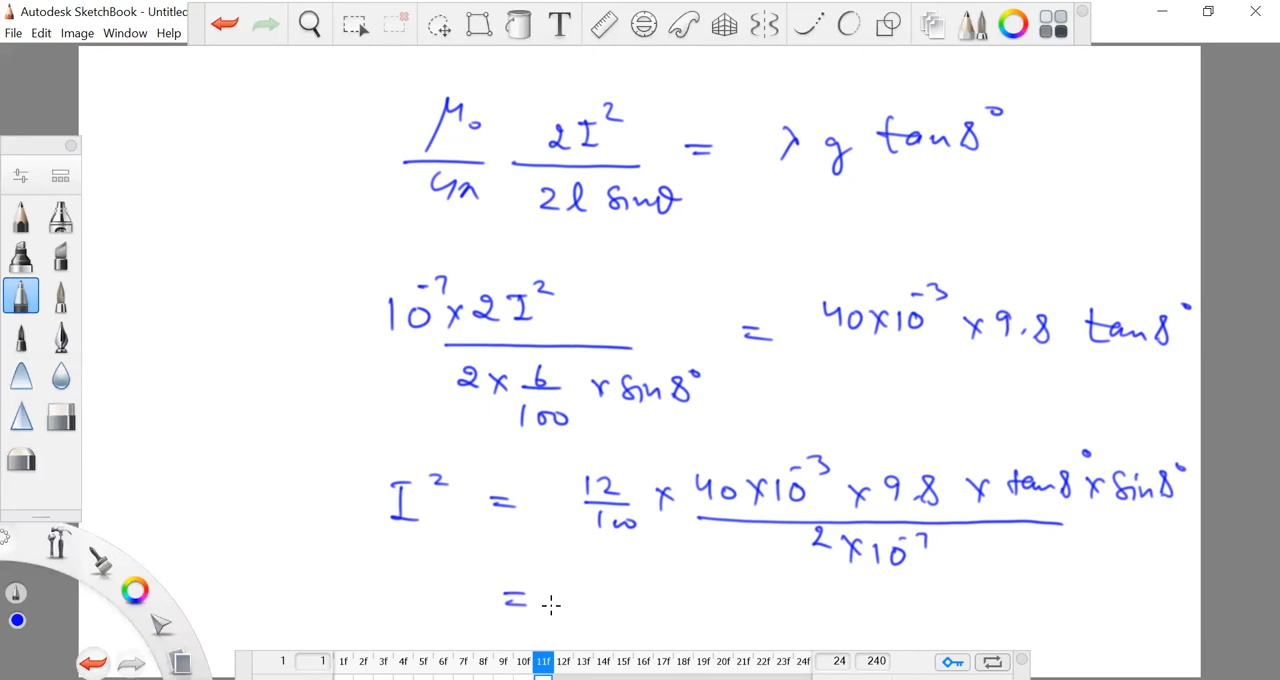 Autodesk SketchBook - Untitled
File Edit Image Window Help
μ₀/4π 2I²/2l sinθ = λ g tan8°
10⁻⁷×2I²/2×6/100×sin8° = 40×10⁻³×9.8 tan8°
I² = 12/100 × 40×10⁻³×9.8×tan8°×sin8°/2×10⁻⁷
=
1 1 1f 2f 3f 4f 5f 6f 7f 8f 9f 10f 11f 12f 13f 14f 15f 16f 17f 18f 19f 20f 21f 22f 23f 24f 24 240